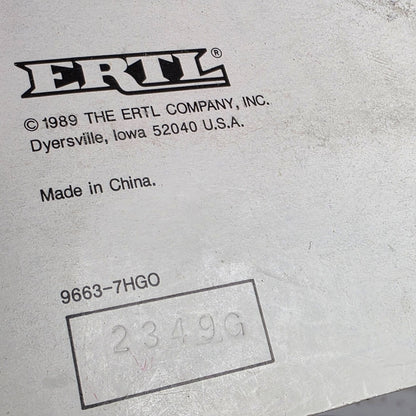 ERTL®
© 1989 THE ERTL COMPANY, INC.
Dyersville, Iowa 52040 U.S.A.
Made in China.
9663-7HGO
2349G